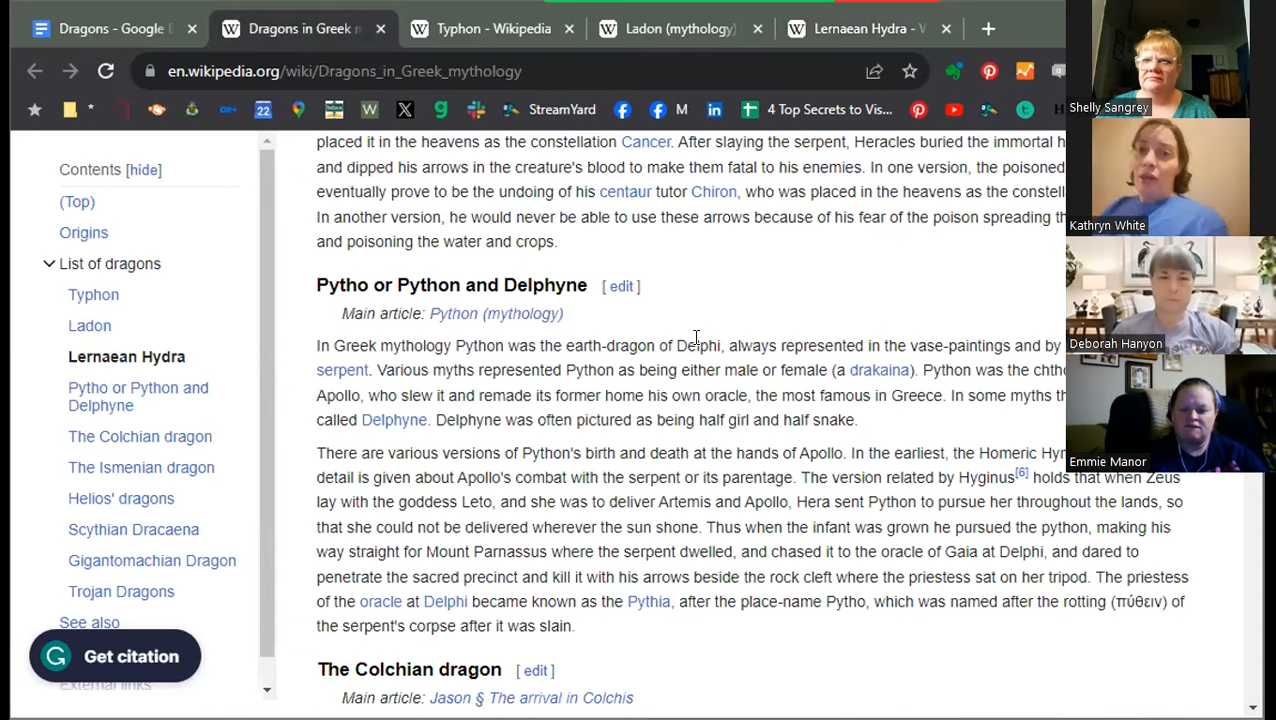 Dragons - Google D
Dragons in Greek m
Typhon - Wikipedia
Ladon (mythology)
Lernaean Hydra - W
en.wikipedia.org/wiki/Dragons_in_Greek_mythology
22
StreamYard
M
4 Top Secrets to Vis...
Contents [hide]
(Top)
Origins
List of dragons
Typhon
Ladon
Lernaean Hydra
Pytho or Python and
Delphyne
The Colchian dragon
The Ismenian dragon
Helios' dragons
Scythian Dracaena
Gigantomachian Dragon
Trojan Dragons
See also
External links
Get citation
placed it in the heavens as the constellation Cancer. After slaying the serpent, Heracles buried the immortal h
and dipped his arrows in the creature's blood to make them fatal to his enemies. In one version, the poisoned
eventually prove to be the undoing of his centaur tutor Chiron, who was placed in the heavens as the constell
In another version, he would never be able to use these arrows because of his fear of the poison spreading th
and poisoning the water and crops.
Pytho or Python and Delphyne [ edit ]
Main article: Python (mythology)
In Greek mythology Python was the earth-dragon of Delphi, always represented in the vase-paintings and by
serpent. Various myths represented Python as being either male or female (a drakaina). Python was the chth
Apollo, who slew it and remade its former home his own oracle, the most famous in Greece. In some myths th
called Delphyne. Delphyne was often pictured as being half girl and half snake.
There are various versions of Python's birth and death at the hands of Apollo. In the earliest, the Homeric Hyn
detail is given about Apollo's combat with the serpent or its parentage. The version related by Hyginus[6] holds that when Zeus
lay with the goddess Leto, and she was to deliver Artemis and Apollo, Hera sent Python to pursue her throughout the lands, so
that she could not be delivered wherever the sun shone. Thus when the infant was grown he pursued the python, making his
way straight for Mount Parnassus where the serpent dwelled, and chased it to the oracle of Gaia at Delphi, and dared to
penetrate the sacred precinct and kill it with his arrows beside the rock cleft where the priestess sat on her tripod. The priestess
of the oracle at Delphi became known as the Pythia, after the place-name Pytho, which was named after the rotting (πύθειν) of
the serpent's corpse after it was slain.
The Colchian dragon [ edit ]
Main article: Jason § The arrival in Colchis
Shelly Sangrey
Kathryn White
Deborah Hanyon
Emmie Manor